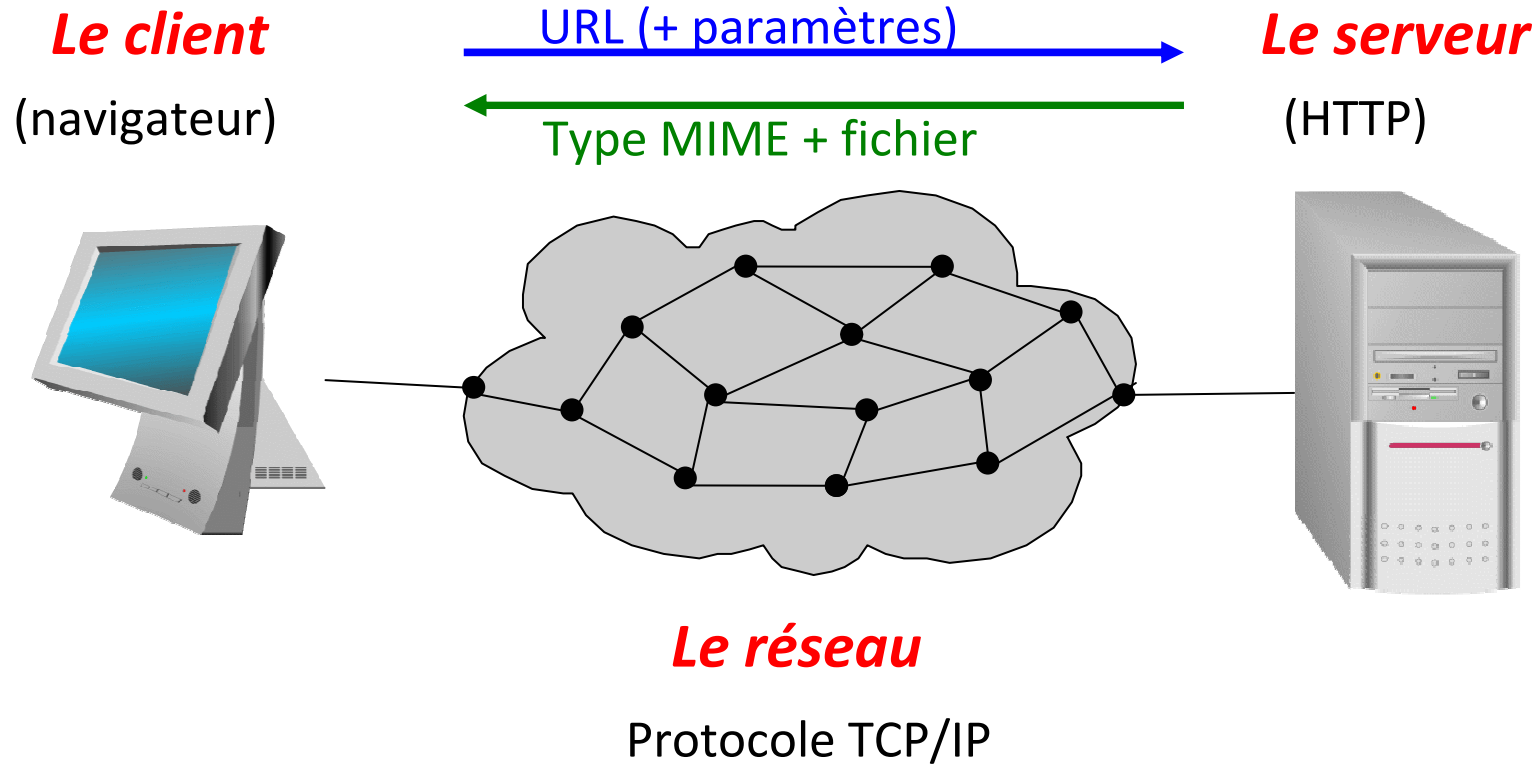 Le client
(navigateur)
URL (+ paramètres)
Type MIME + fichier
Le serveur
(HTTP)
Le réseau
Protocole TCP/IP